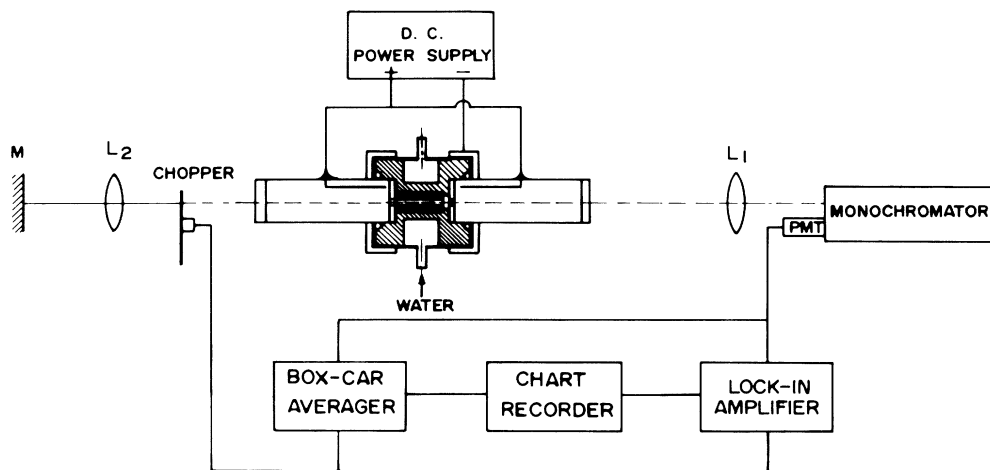 D. C.
POWER SUPPLY
+ −
M
L2
CHOPPER
L1
MONOCHROMATOR
PMT
WATER
BOX-CAR
AVERAGER
CHART
RECORDER
LOCK-IN
AMPLIFIER